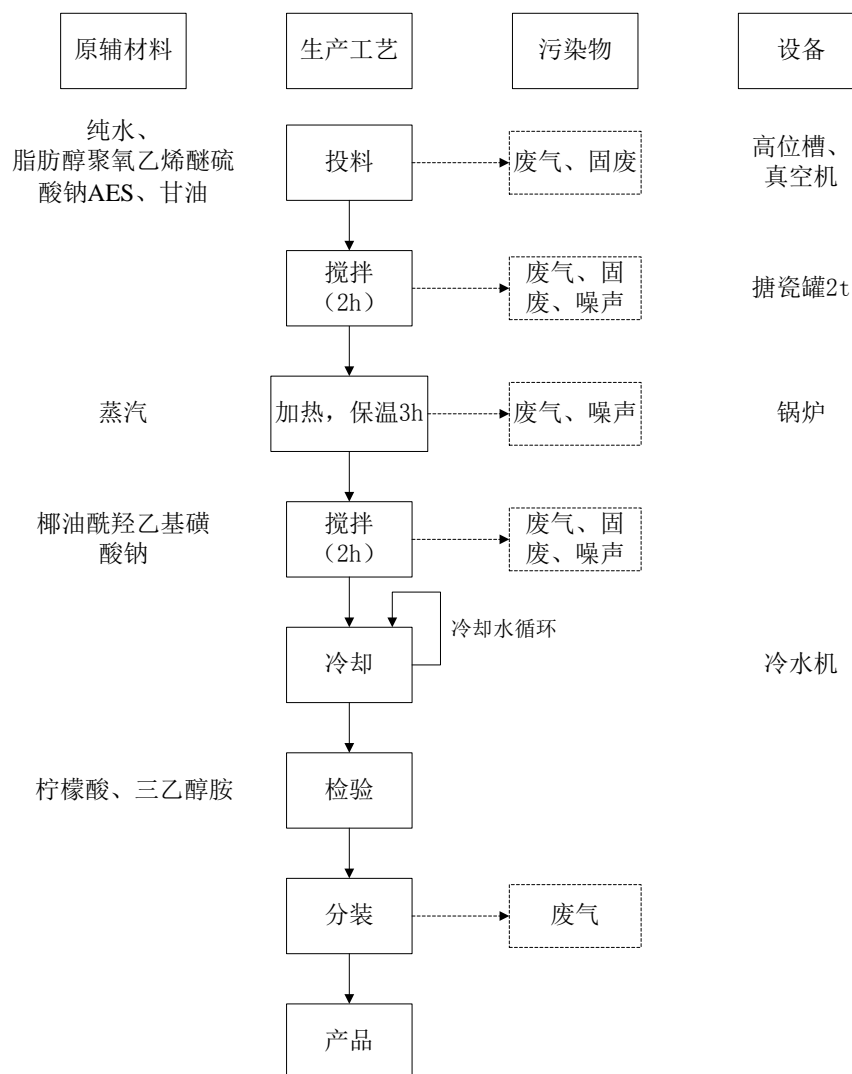 原辅材料
生产工艺
污染物
设备
纯水、
脂肪醇聚氧乙烯醚硫
酸钠AES、甘油
投料
废气、固废
高位槽、
真空机
搅拌
(2h)
废气、固
废、噪声
搪瓷罐2t
蒸汽
加热，保温3h
废气、噪声
锅炉
椰油酰羟乙基磺
酸钠
搅拌
(2h)
废气、固
废、噪声
冷却
冷却水循环
冷水机
柠檬酸、三乙醇胺
检验
分装
废气
产品